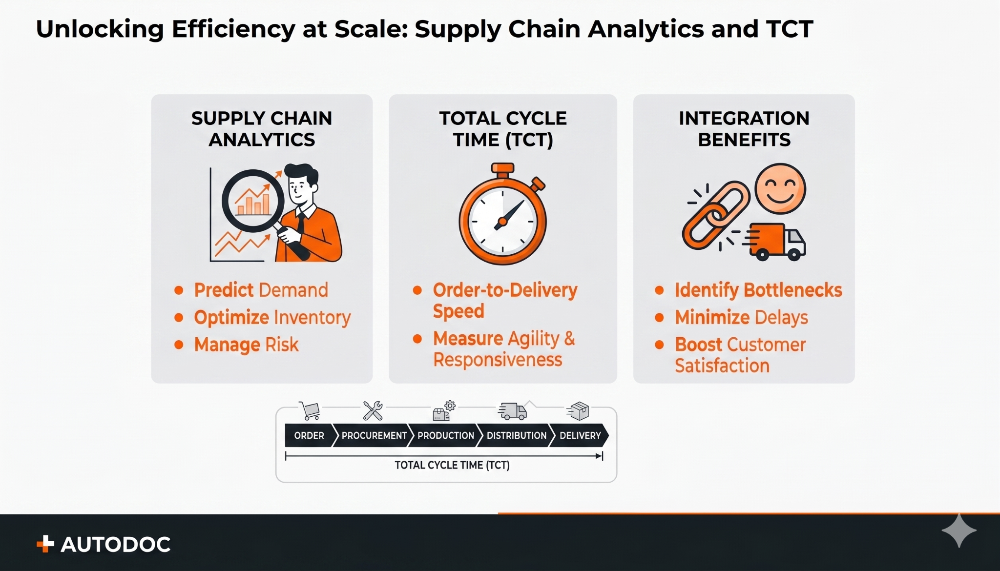 Unlocking Efficiency at Scale: Supply Chain Analytics and TCT
SUPPLY CHAIN
ANALYTICS
Predict Demand
Optimize Inventory
Manage Risk
TOTAL CYCLE
TIME (TCT)
Order-to-Delivery
Speed
Measure Agility &
Responsiveness
INTEGRATION
BENEFITS
Identify Bottlenecks
Minimize Delays
Boost Customer
Satisfaction
ORDER
PROCUREMENT
PRODUCTION
DISTRIBUTION
DELIVERY
TOTAL CYCLE TIME (TCT)
AUTODOC